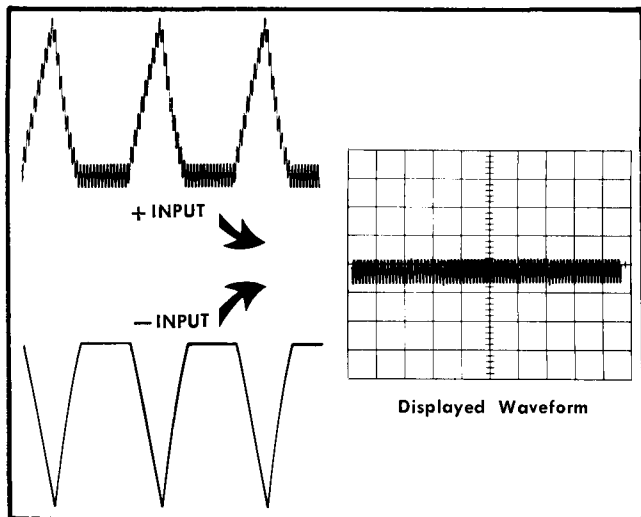 + INPUT
— INPUT
Displayed Waveform